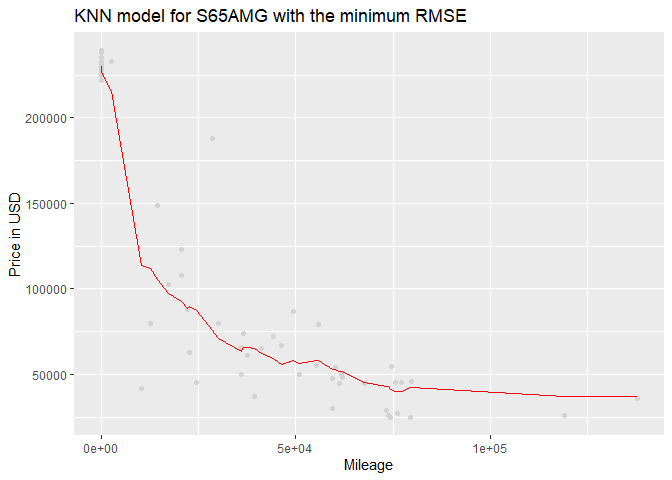 KNN model for S65AMG with the minimum RMSE
200000
150000
100000
50000
Price in USD
0e+00
5e+04
1e+05
Mileage